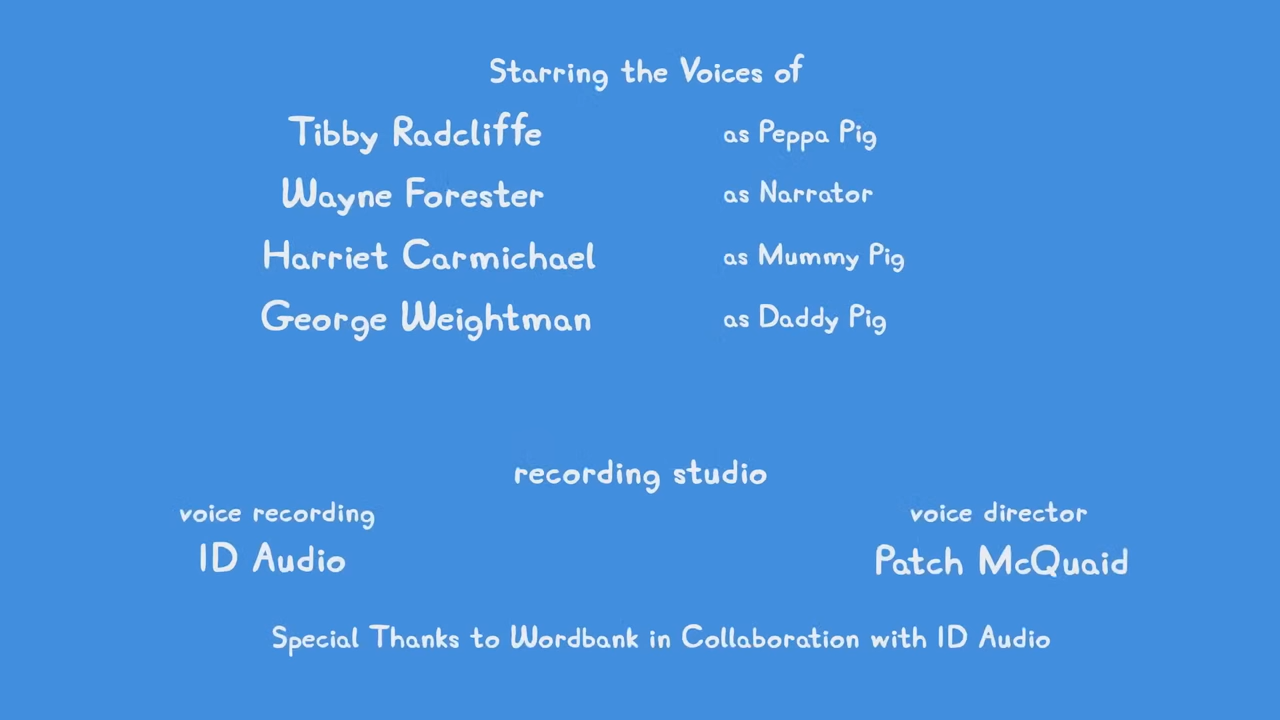 Starring the Voices of
Tibby Radcliffe as Peppa Pig
Wayne Forester as Narrator
Harriet Carmichael as Mummy Pig
George Weightman as Daddy Pig
recording studio
voice recording voice director
ID Audio Patch McQuaid
Special Thanks to Wordbank in Collaboration with ID Audio